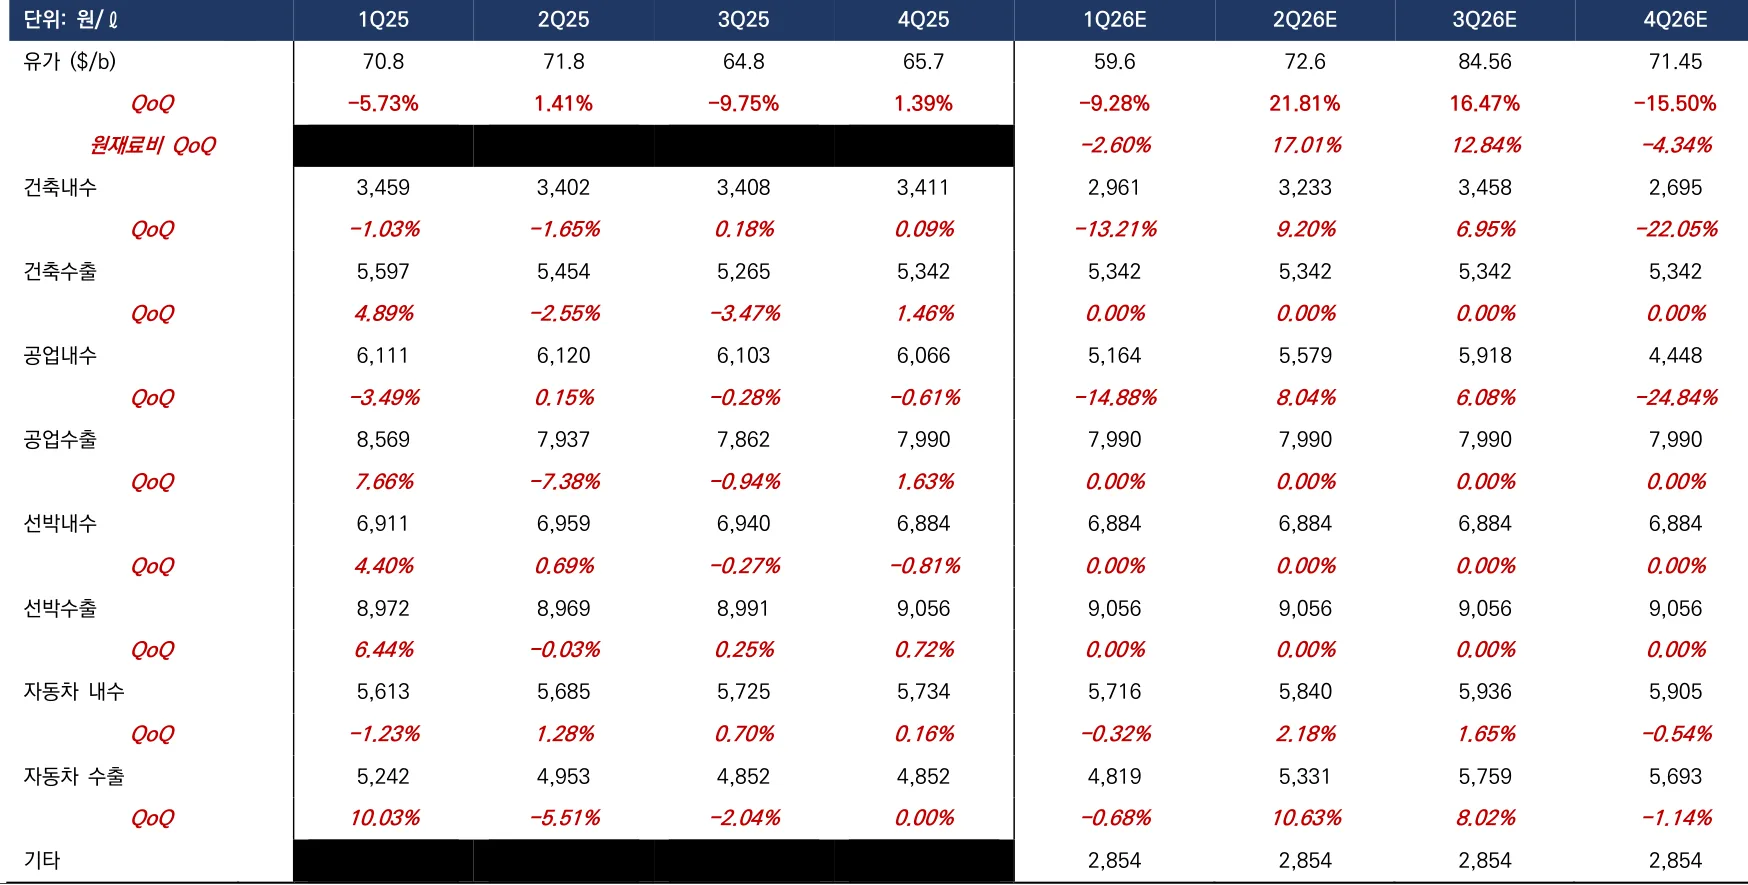 단위: 원/ℓ 1Q25 2Q25 3Q25 4Q25 1Q26E 2Q26E 3Q26E 4Q26E
유가 ($/b) 70.8 71.8 64.8 65.7 59.6 72.6 84.56 71.45
QoQ -5.73% 1.41% -9.75% 1.39% -9.28% 21.81% 16.47% -15.50%
원재료비 QoQ -2.60% 17.01% 12.84% -4.34%
건축내수 3,459 3,402 3,408 3,411 2,961 3,233 3,458 2,695
QoQ -1.03% -1.65% 0.18% 0.09% -13.21% 9.20% 6.95% -22.05%
건축수출 5,597 5,454 5,265 5,342 5,342 5,342 5,342 5,342
QoQ 4.89% -2.55% -3.47% 1.46% 0.00% 0.00% 0.00% 0.00%
공업내수 6,111 6,120 6,103 6,066 5,164 5,579 5,918 4,448
QoQ -3.49% 0.15% -0.28% -0.61% -14.88% 8.04% 6.08% -24.84%
공업수출 8,569 7,937 7,862 7,990 7,990 7,990 7,990 7,990
QoQ 7.66% -7.38% -0.94% 1.63% 0.00% 0.00% 0.00% 0.00%
선박내수 6,911 6,959 6,940 6,884 6,884 6,884 6,884 6,884
QoQ 4.40% 0.69% -0.27% -0.81% 0.00% 0.00% 0.00% 0.00%
선박수출 8,972 8,969 8,991 9,056 9,056 9,056 9,056 9,056
QoQ 6.44% -0.03% 0.25% 0.72% 0.00% 0.00% 0.00% 0.00%
자동차 내수 5,613 5,685 5,725 5,734 5,716 5,840 5,936 5,905
QoQ -1.23% 1.28% 0.70% 0.16% -0.32% 2.18% 1.65% -0.54%
자동차 수출 5,242 4,953 4,852 4,852 4,819 5,331 5,759 5,693
QoQ 10.03% -5.51% -2.04% 0.00% -0.68% 10.63% 8.02% -1.14%
기타 2,854 2,854 2,854 2,854